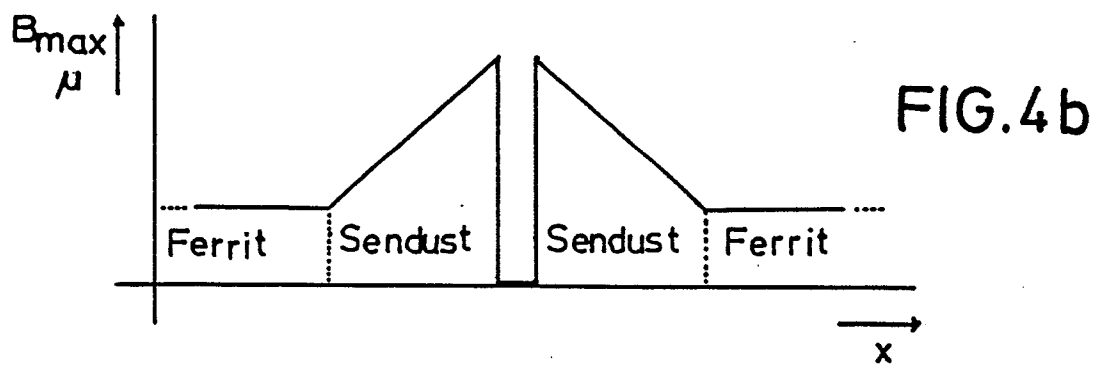 Bmax
μ
FIG.4b
Ferrit
Sendust
Sendust
Ferrit
x